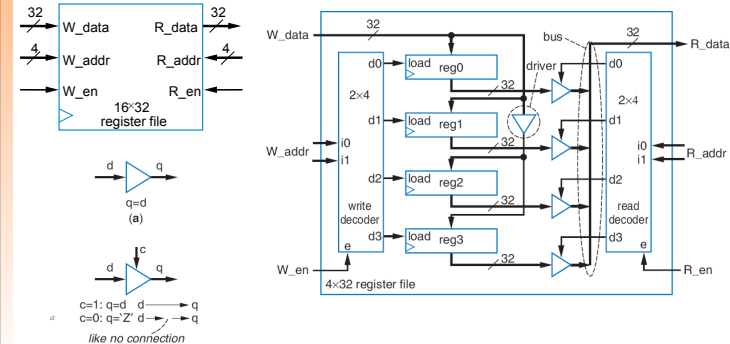 32
W_data
R_data
32
4
W_addr
R_addr
4
W_en
R_en
16×32
register file
d
q
q=d
(a)
c
d
q
c=1: q=d d q
c=0: q='Z' d q
a
like no connection
W_data
32
bus
32
R_data
d0
load
reg0
driver
d0
32
2×4
2×4
d1
load
reg1
d1
32
W_addr
i0
i1
i0
i1
R_addr
d2
load
reg2
d2
32
write
decoder
read
decoder
d3
load
reg3
d3
32
e
e
W_en
R_en
4×32 register file